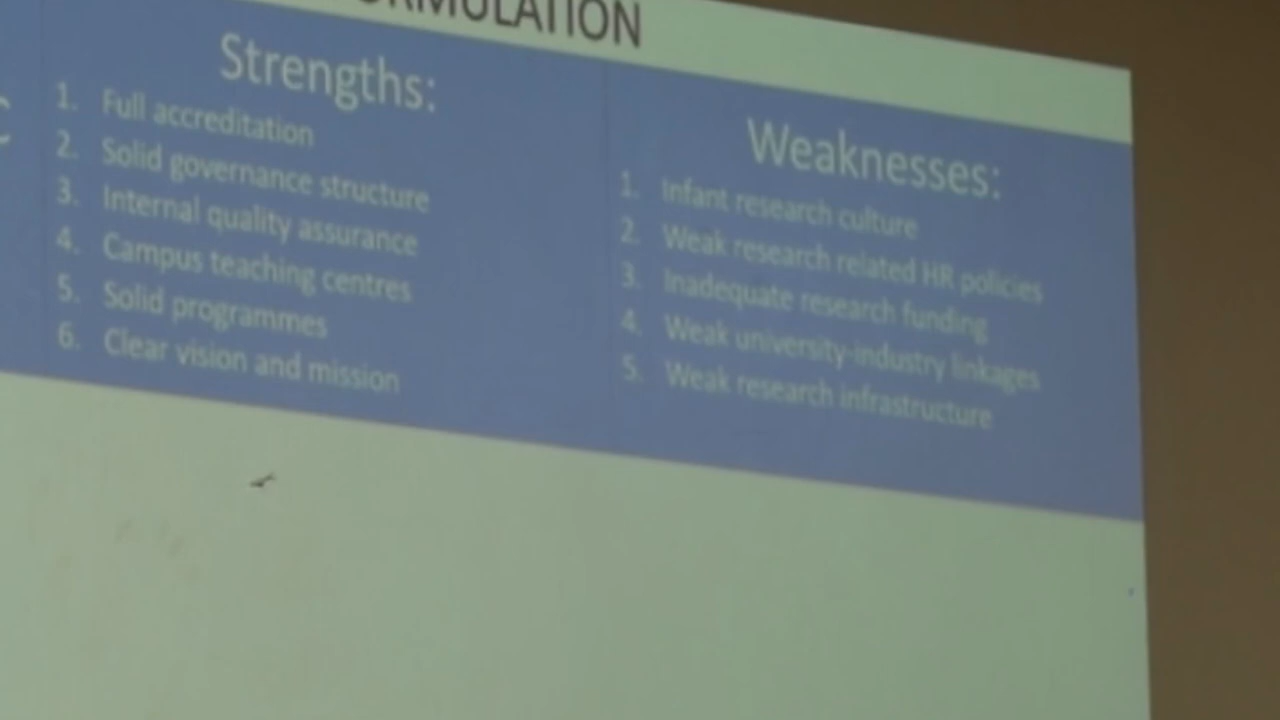 ORMULATION
Strengths:
1. Full accreditation
2. Solid governance structure
3. Internal quality assurance
4. Campus teaching centres
5. Solid programmes
6. Clear vision and mission
Weaknesses:
1. Infant research culture
2. Weak research related HR policies
3. Inadequate research funding
4. Weak university-industry linkages
5. Weak research infrastructure